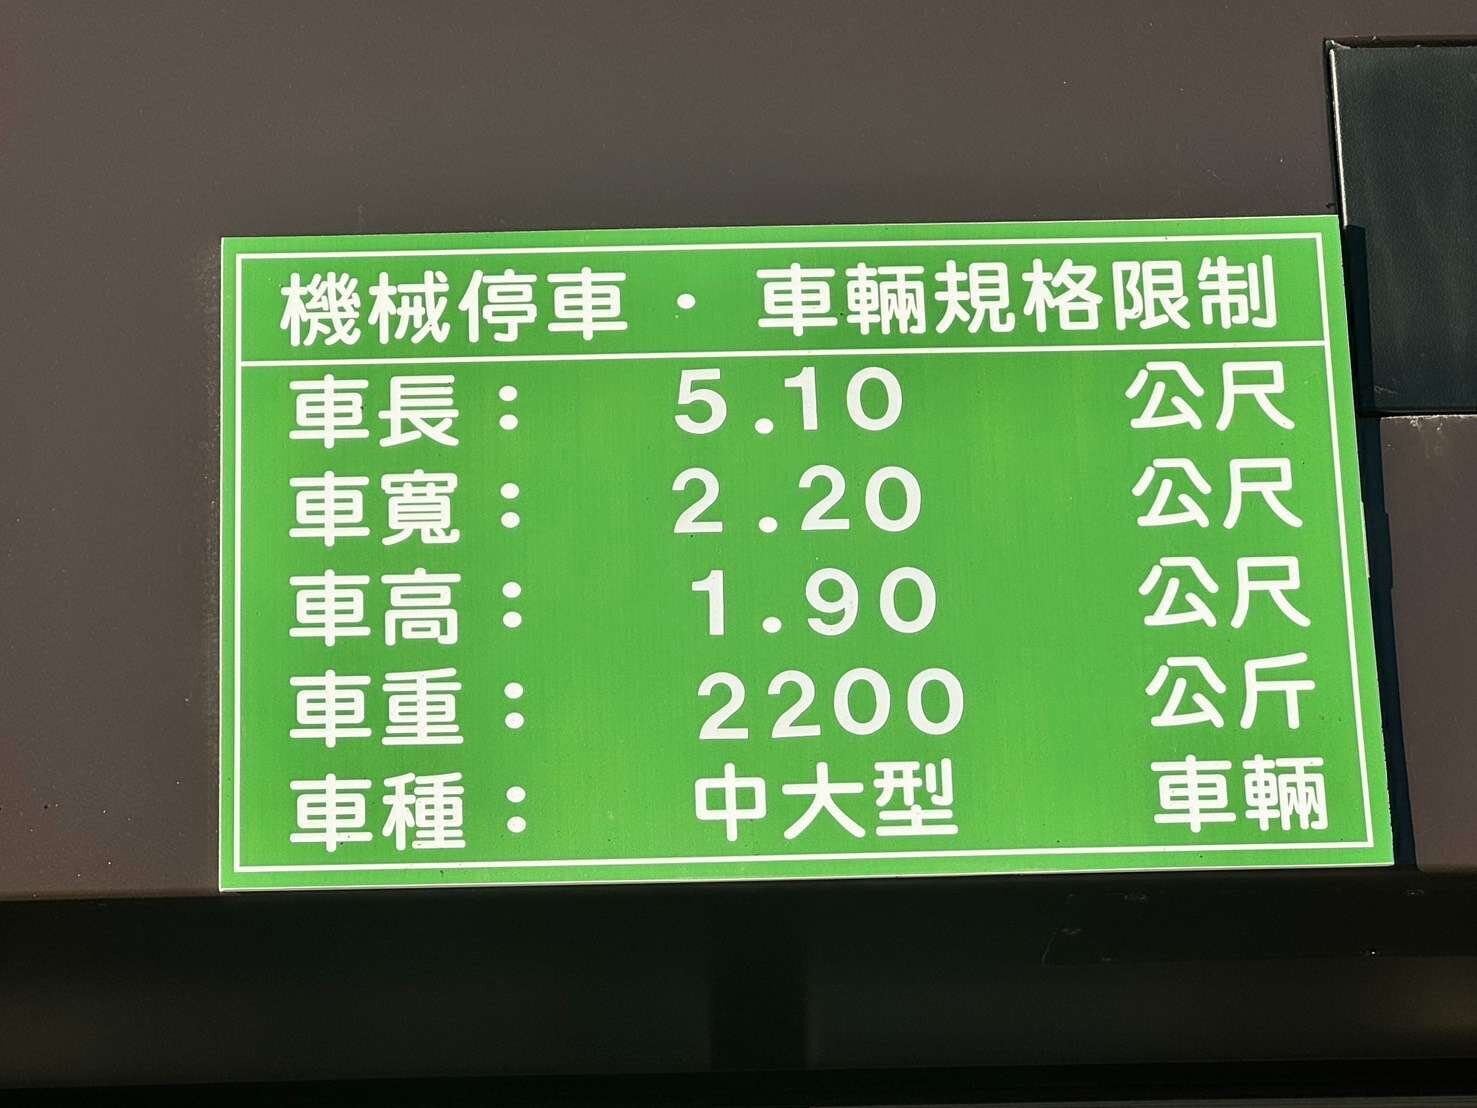 機械停車・車輛規格限制
車長： 5.10 公尺
車寬： 2.20 公尺
車高： 1.90 公尺
車重： 2200 公斤
車種： 中大型 車輛